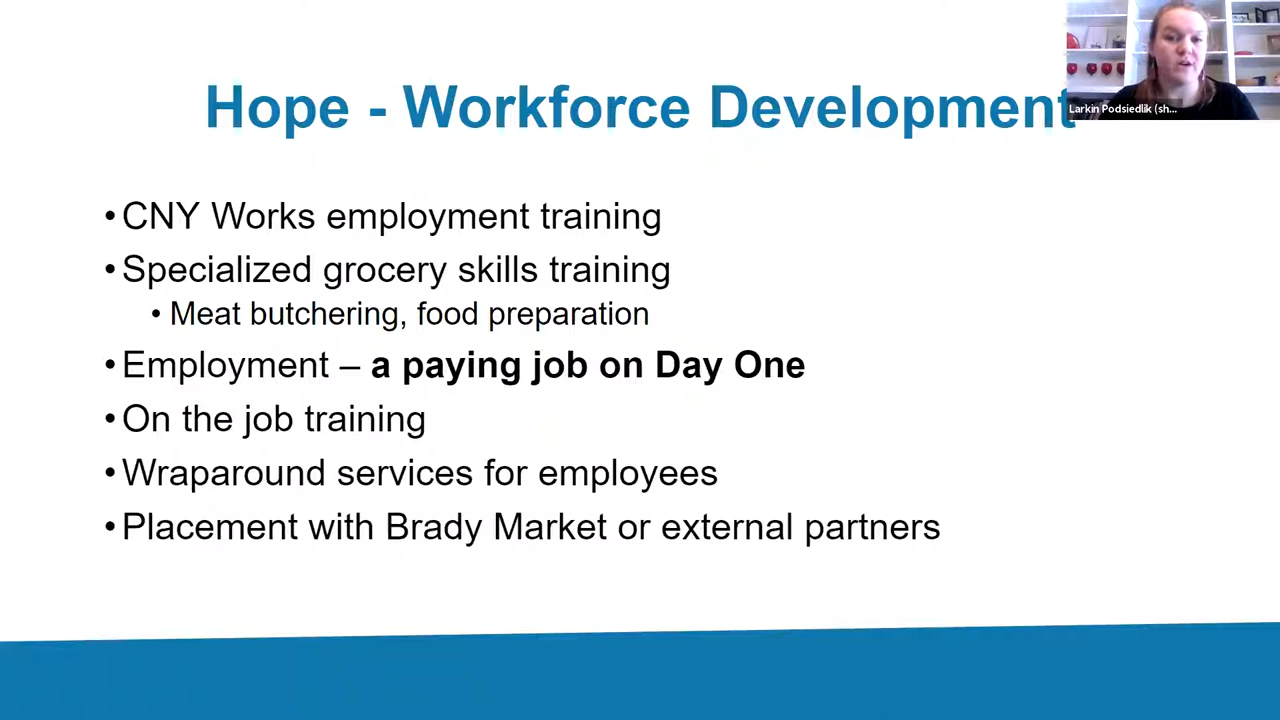 Hope - Workforce Development
Larkin Podsiedlik (sh...
•CNY Works employment training
•Specialized grocery skills training
•Meat butchering, food preparation
•Employment – a paying job on Day One
•On the job training
•Wraparound services for employees
•Placement with Brady Market or external partners